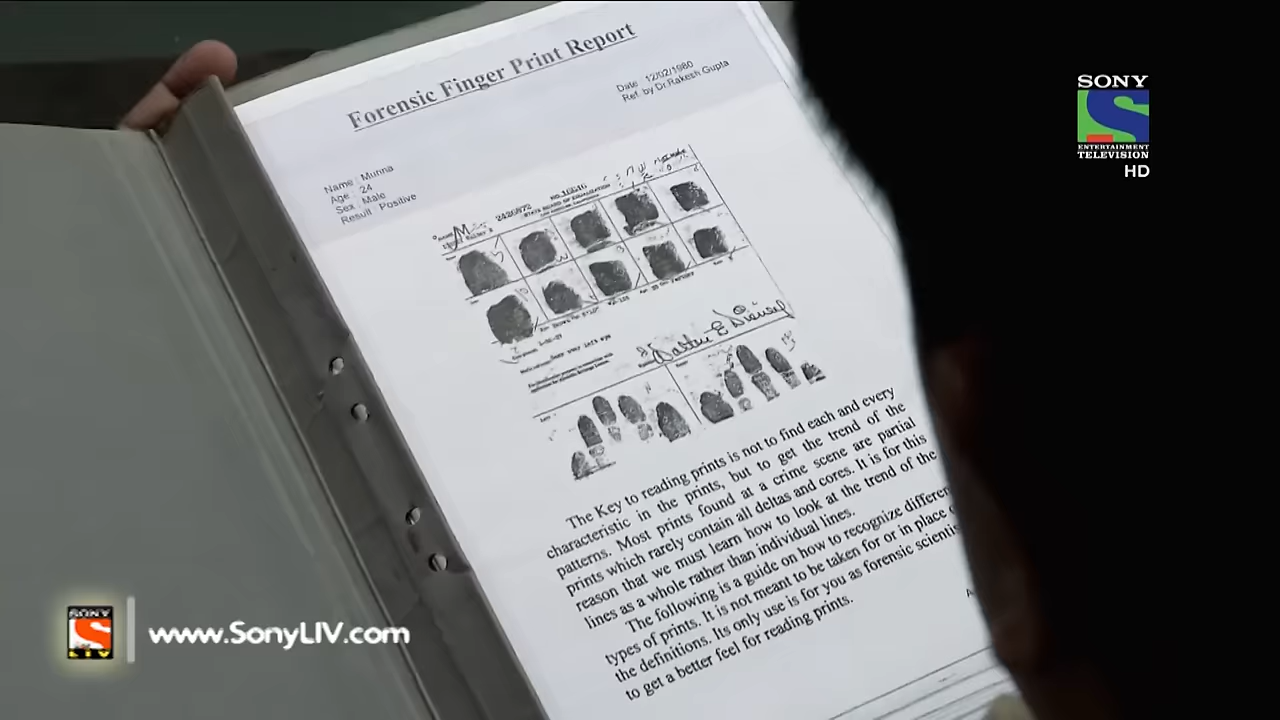 Forensic Finger Print Report
Date : 12/02/1980
Ref. by Dr.Rakesh Gupta
SONY
ENTERTAINMENT
TELEVISION
HD
Name : Munna
Age : 24
Sex : Male
Result : Positive
Walter E Disney
The Key to reading prints is not to find each and every
characteristic in the prints, but to get the trend of the
patterns. Most prints found at a crime scene are partial
prints which rarely contain all deltas and cores. It is for this
reason that we must learn how to look at the trend of the
lines as a whole rather than individual lines.
The following is a guide on how to recognize differen
types of prints. It is not meant to be taken for or in place
the definitions. Its only use is for you as forensic scientis
to get a better feel for reading prints.
SONY
LIV
www.SonyLIV.com